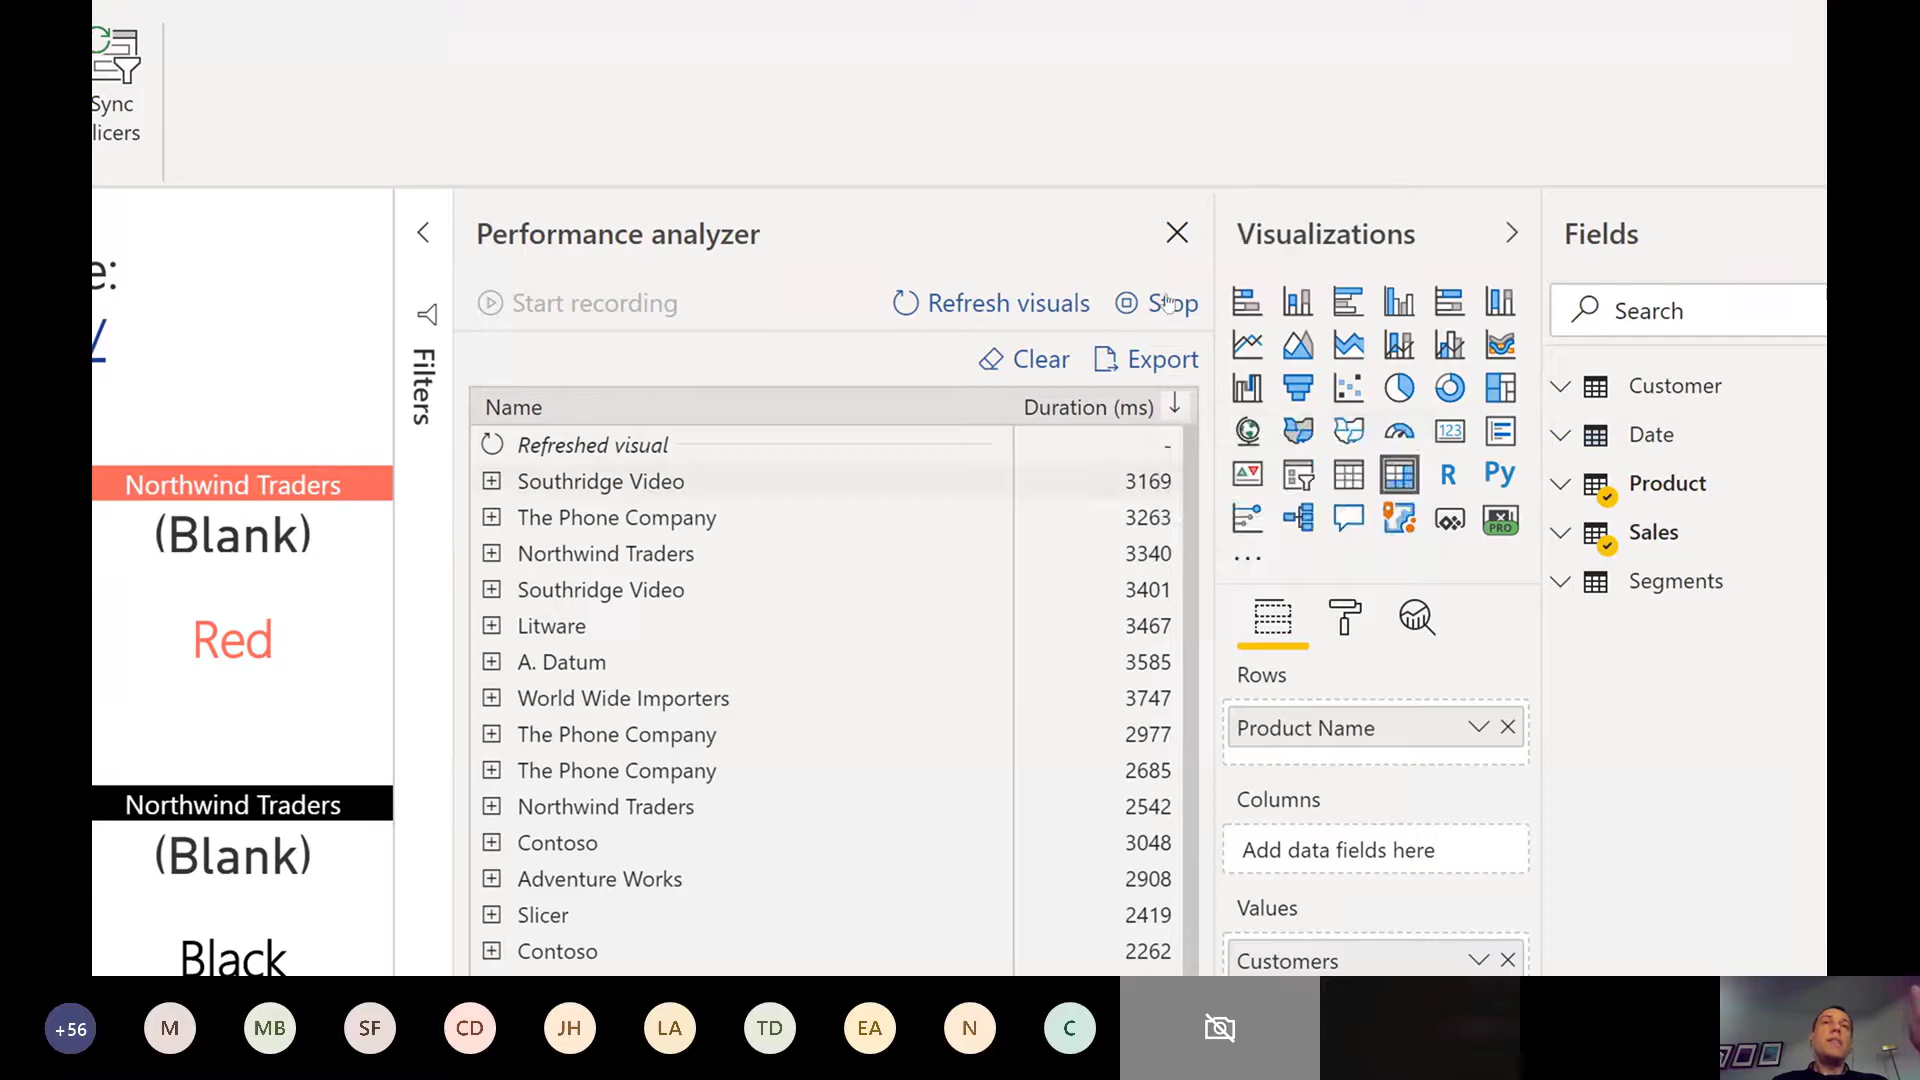 Sync
licers
e:
Northwind Traders
(Blank)
Red
Northwind Traders
(Blank)
Black
Filters
Performance analyzer
Start recording
Refresh visuals
Stop
Clear
Export
Name Duration (ms)
Refreshed visual -
Southridge Video 3169
The Phone Company 3263
Northwind Traders 3340
Southridge Video 3401
Litware 3467
A. Datum 3585
World Wide Importers 3747
The Phone Company 2977
The Phone Company 2685
Northwind Traders 2542
Contoso 3048
Adventure Works 2908
Slicer 2419
Contoso 2262
Visualizations
123
R
Py
PRO
...
Rows
Product Name
Columns
Add data fields here
Values
Customers
Fields
Search
Customer
Date
Product
Sales
Segments
+56
M
MB
SF
CD
JH
LA
TD
EA
N
C